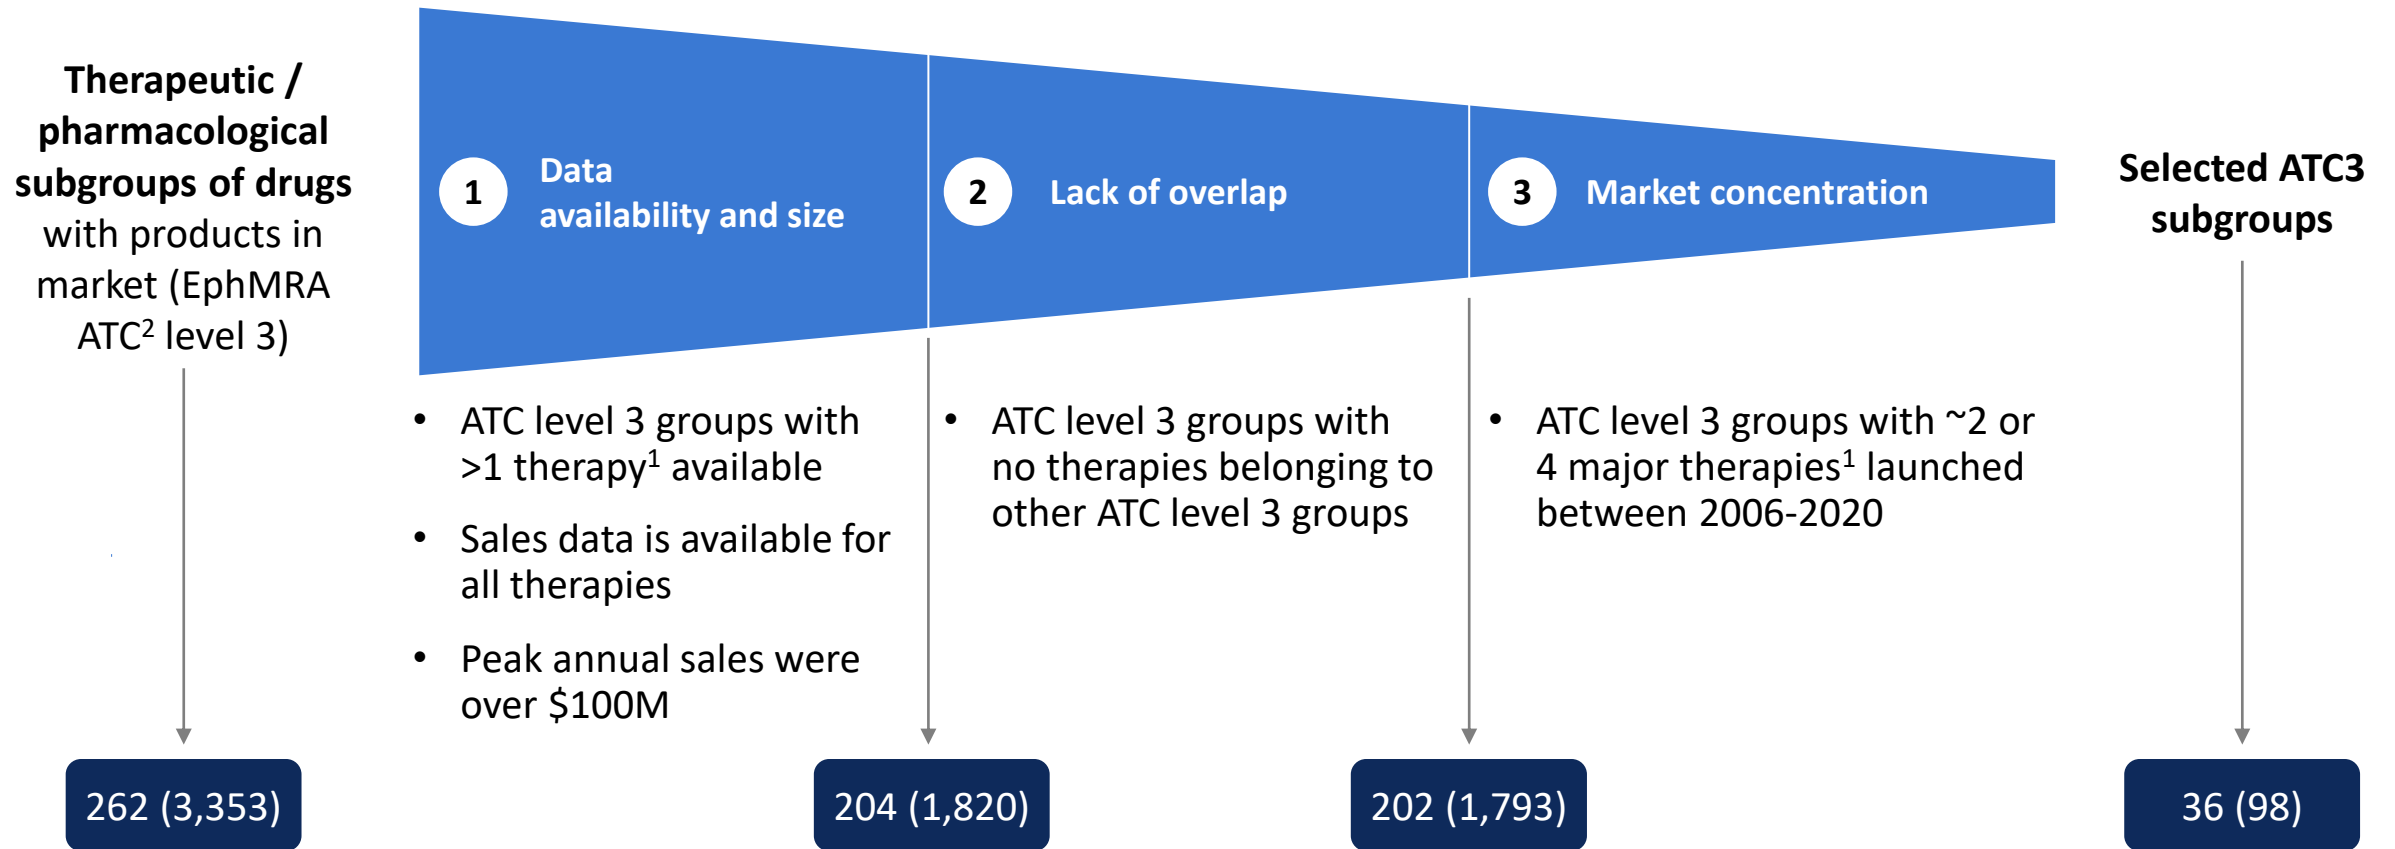 Therapeutic /
pharmacological
subgroups of drugs
with products in
market (EphMRA
ATC² level 3)
1
Data
availability and size
2
Lack of overlap
3
Market concentration
Selected ATC3
subgroups
• ATC level 3 groups with
>1 therapy¹ available
• Sales data is available for
all therapies
• Peak annual sales were
over $100M
• ATC level 3 groups with
no therapies belonging to
other ATC level 3 groups
• ATC level 3 groups with ~2 or
4 major therapies¹ launched
between 2006-2020
262 (3,353)
204 (1,820)
202 (1,793)
36 (98)